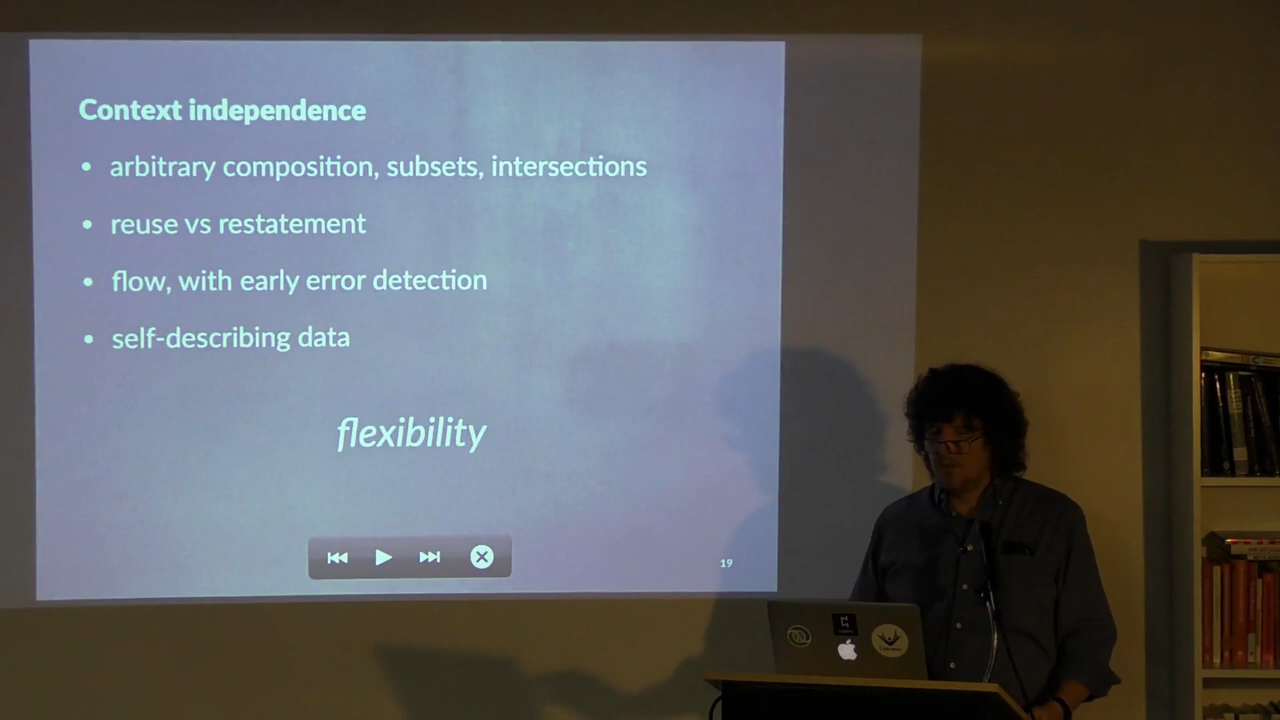 Context independence
• arbitrary composition, subsets, intersections
• reuse vs restatement
• flow, with early error detection
• self-describing data
flexibility
19